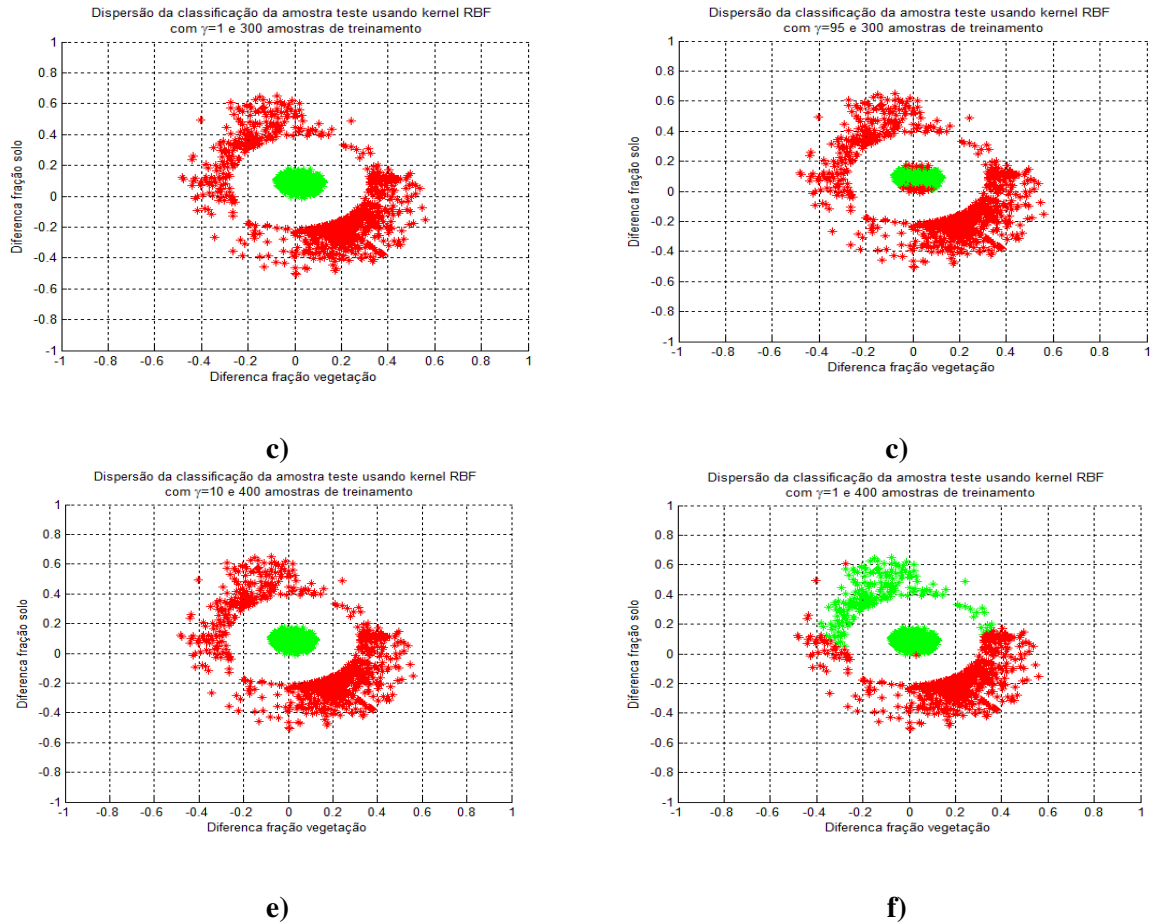 Dispersão da classificação da amostra teste usando kernel RBF
com γ=1 e 300 amostras de treinamento
1
0.8
0.6
0.4
0.2
0
-0.2
-0.4
-0.6
-0.8
-1
Diferenca fração solo
-1 -0.8 -0.6 -0.4 -0.2 0 0.2 0.4 0.6 0.8 1
Diferenca fração vegetação
c)
Dispersão da classificação da amostra teste usando kernel RBF
com γ=95 e 300 amostras de treinamento
1
0.8
0.6
0.4
0.2
0
-0.2
-0.4
-0.6
-0.8
-1
Diferenca fração solo
-1 -0.8 -0.6 -0.4 -0.2 0 0.2 0.4 0.6 0.8 1
Diferenca fração vegetação
c)
Dispersão da classificação da amostra teste usando kernel RBF
com γ=10 e 400 amostras de treinamento
1
0.8
0.6
0.4
0.2
0
-0.2
-0.4
-0.6
-0.8
-1
Diferenca fração solo
-1 -0.8 -0.6 -0.4 -0.2 0 0.2 0.4 0.6 0.8 1
Diferenca fração vegetação
e)
Dispersão da classificação da amostra teste usando kernel RBF
com γ=1 e 400 amostras de treinamento
1
0.8
0.6
0.4
0.2
0
-0.2
-0.4
-0.6
-0.8
-1
Diferenca fração solo
-1 -0.8 -0.6 -0.4 -0.2 0 0.2 0.4 0.6 0.8 1
Diferenca fração vegetação
f)